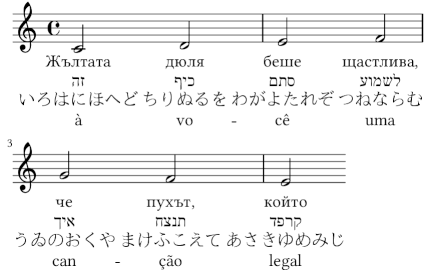 Жълтата дюля беше щастлива,
זה כיף סתם לשמוע
いろはにほへど ちりぬるを わがよたれぞ つねならむ
à vo - cê uma
3
че пухът, който
איך תנצח קרפד
うゐのおくや まけふこえて あさきゆめみじ
can - ção legal